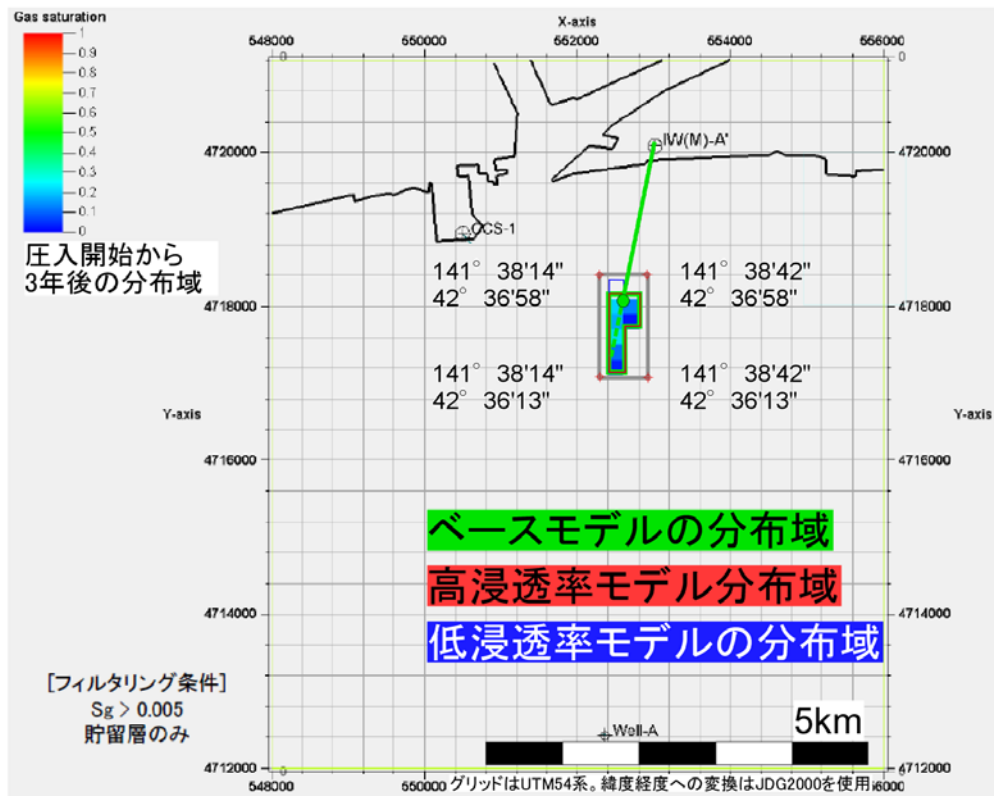 Gas saturation
1
0.9
0.8
0.7
0.6
0.5
0.4
0.3
0.2
0.1
0
圧入開始から
3年後の分布域
X-axis
548000 550000 552000 554000 556000
0 0
4720000 4720000
IW(M)-A'
CCS-1
141° 38'14" 141° 38'42"
42° 36'58" 42° 36'58"
4718000 4718000
141° 38'14" 141° 38'42"
42° 36'13" 42° 36'13"
Y-axis Y-axis
4716000 4716000
ベースモデルの分布域
高浸透率モデル分布域
4714000 4714000
低浸透率モデルの分布域
[フィルタリング条件]
Sg > 0.005
貯留層のみ
5km
Well-A
4712000 4712000
548000 グリッドはUTM54系。緯度経度への変換はJDG2000を使用